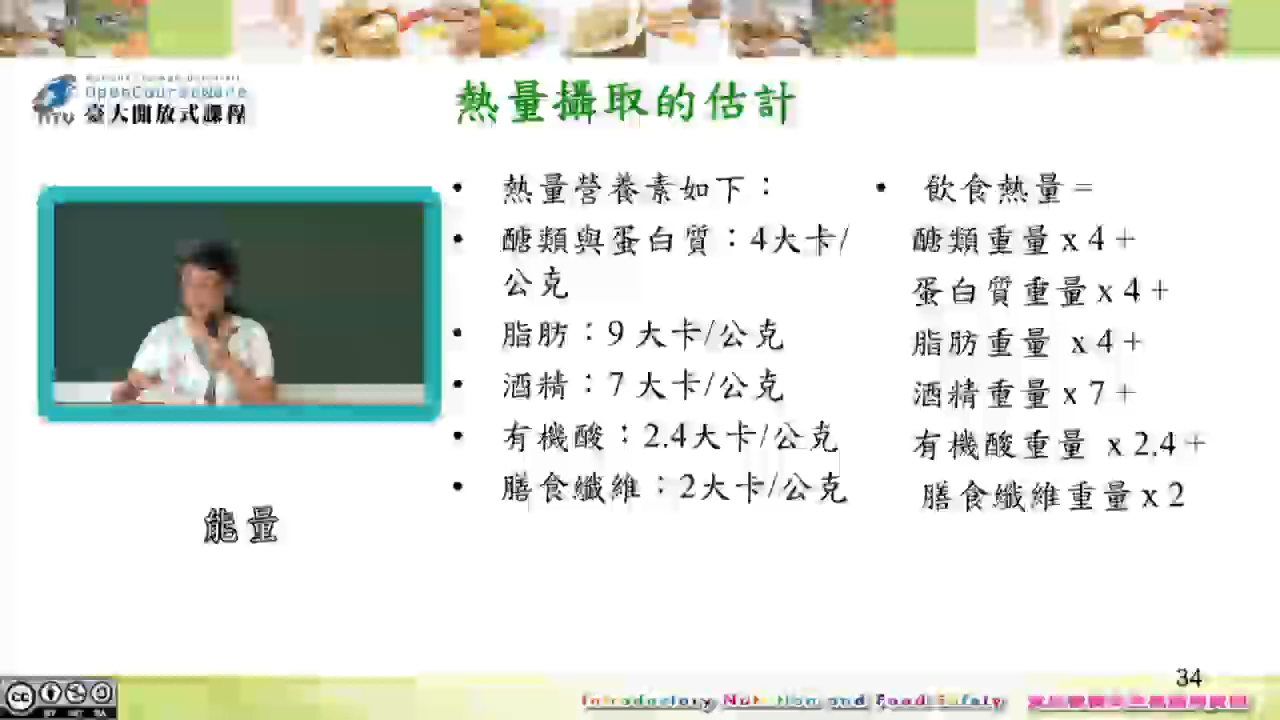 OpenCourseWare
臺大開放式課程
熱量攝取的估計
• 熱量營養素如下：
• 醣類與蛋白質：4大卡/
公克
• 脂肪：9 大卡/公克
• 酒精：7 大卡/公克
• 有機酸：2.4大卡/公克
• 膳食纖維：2大卡/公克
• 飲食熱量 =
醣類重量 x 4 +
蛋白質重量 x 4 +
脂肪重量 x 4 +
酒精重量 x 7 +
有機酸重量 x 2.4 +
膳食纖維重量 x 2
能量
34
Introductory Nutrition and Food Safety